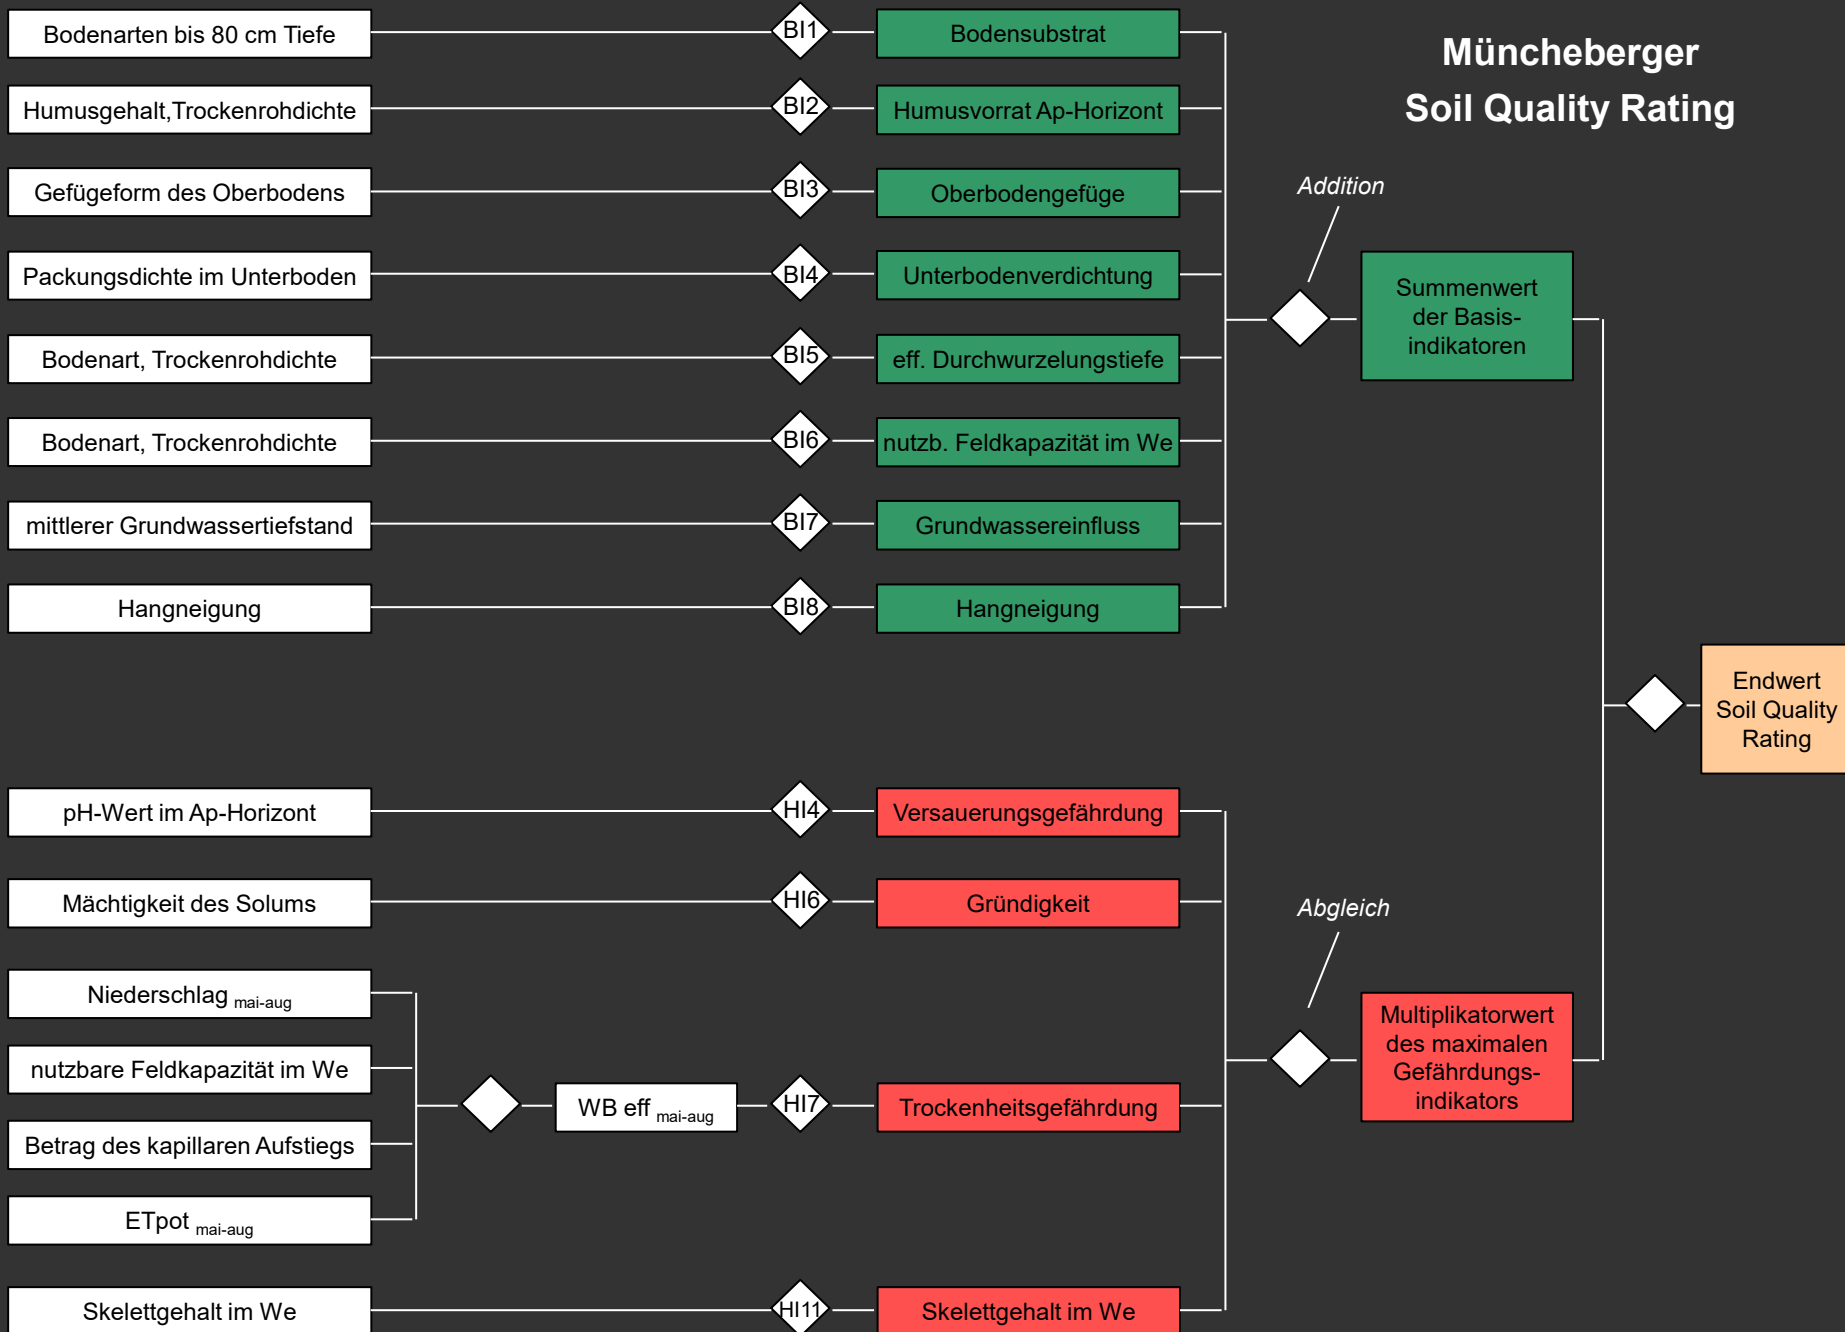 Müncheberger
Soil Quality Rating
Bodenarten bis 80 cm Tiefe
BI1
Bodensubstrat
Humusgehalt,Trockenrohdichte
BI2
Humusvorrat Ap-Horizont
Gefügeform des Oberbodens
BI3
Oberbodengefüge
Packungsdichte im Unterboden
BI4
Unterbodenverdichtung
Bodenart, Trockenrohdichte
BI5
eff. Durchwurzelungstiefe
Bodenart, Trockenrohdichte
BI6
nutzb. Feldkapazität im We
mittlerer Grundwassertiefstand
BI7
Grundwassereinfluss
Hangneigung
BI8
Hangneigung
Addition
Summenwert
der Basis-
indikatoren
Endwert
Soil Quality
Rating
pH-Wert im Ap-Horizont
HI4
Versauerungsgefährdung
Mächtigkeit des Solums
HI6
Gründigkeit
Niederschlag mai-aug
nutzbare Feldkapazität im We
Betrag des kapillaren Aufstiegs
ETpot mai-aug
WB eff mai-aug
HI7
Trockenheitsgefährdung
Skelettgehalt im We
HI11
Skelettgehalt im We
Abgleich
Multiplikatorwert
des maximalen
Gefährdungs-
indikators